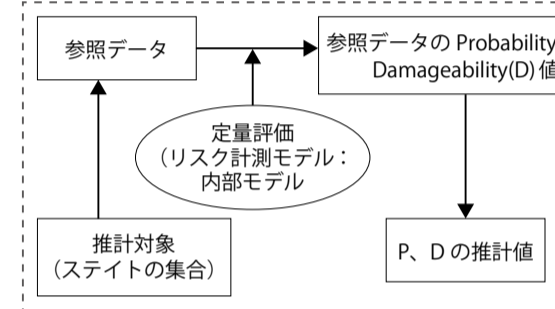 参照データ
参照データの Probability
Damageability(D) 値
定量評価
(リスク計測モデル：
内部モデル
推計対象
(ステイトの集合)
P、D の推計値